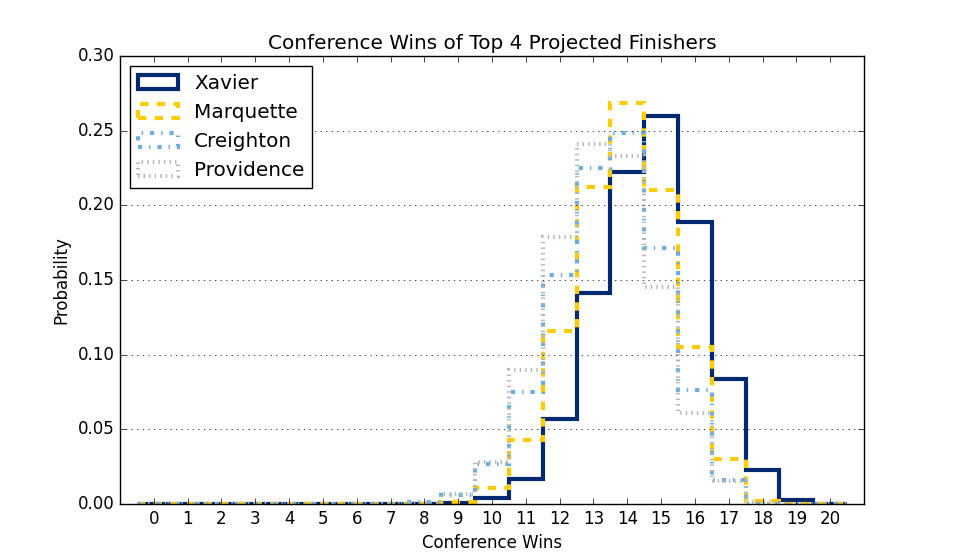 Conference Wins of Top 4 Projected Finishers
Xavier
Marquette
Creighton
Providence
Probability
0.30
0.25
0.20
0.15
0.10
0.05
0.00
0 1 2 3 4 5 6 7 8 9 10 11 12 13 14 15 16 17 18 19 20
Conference Wins